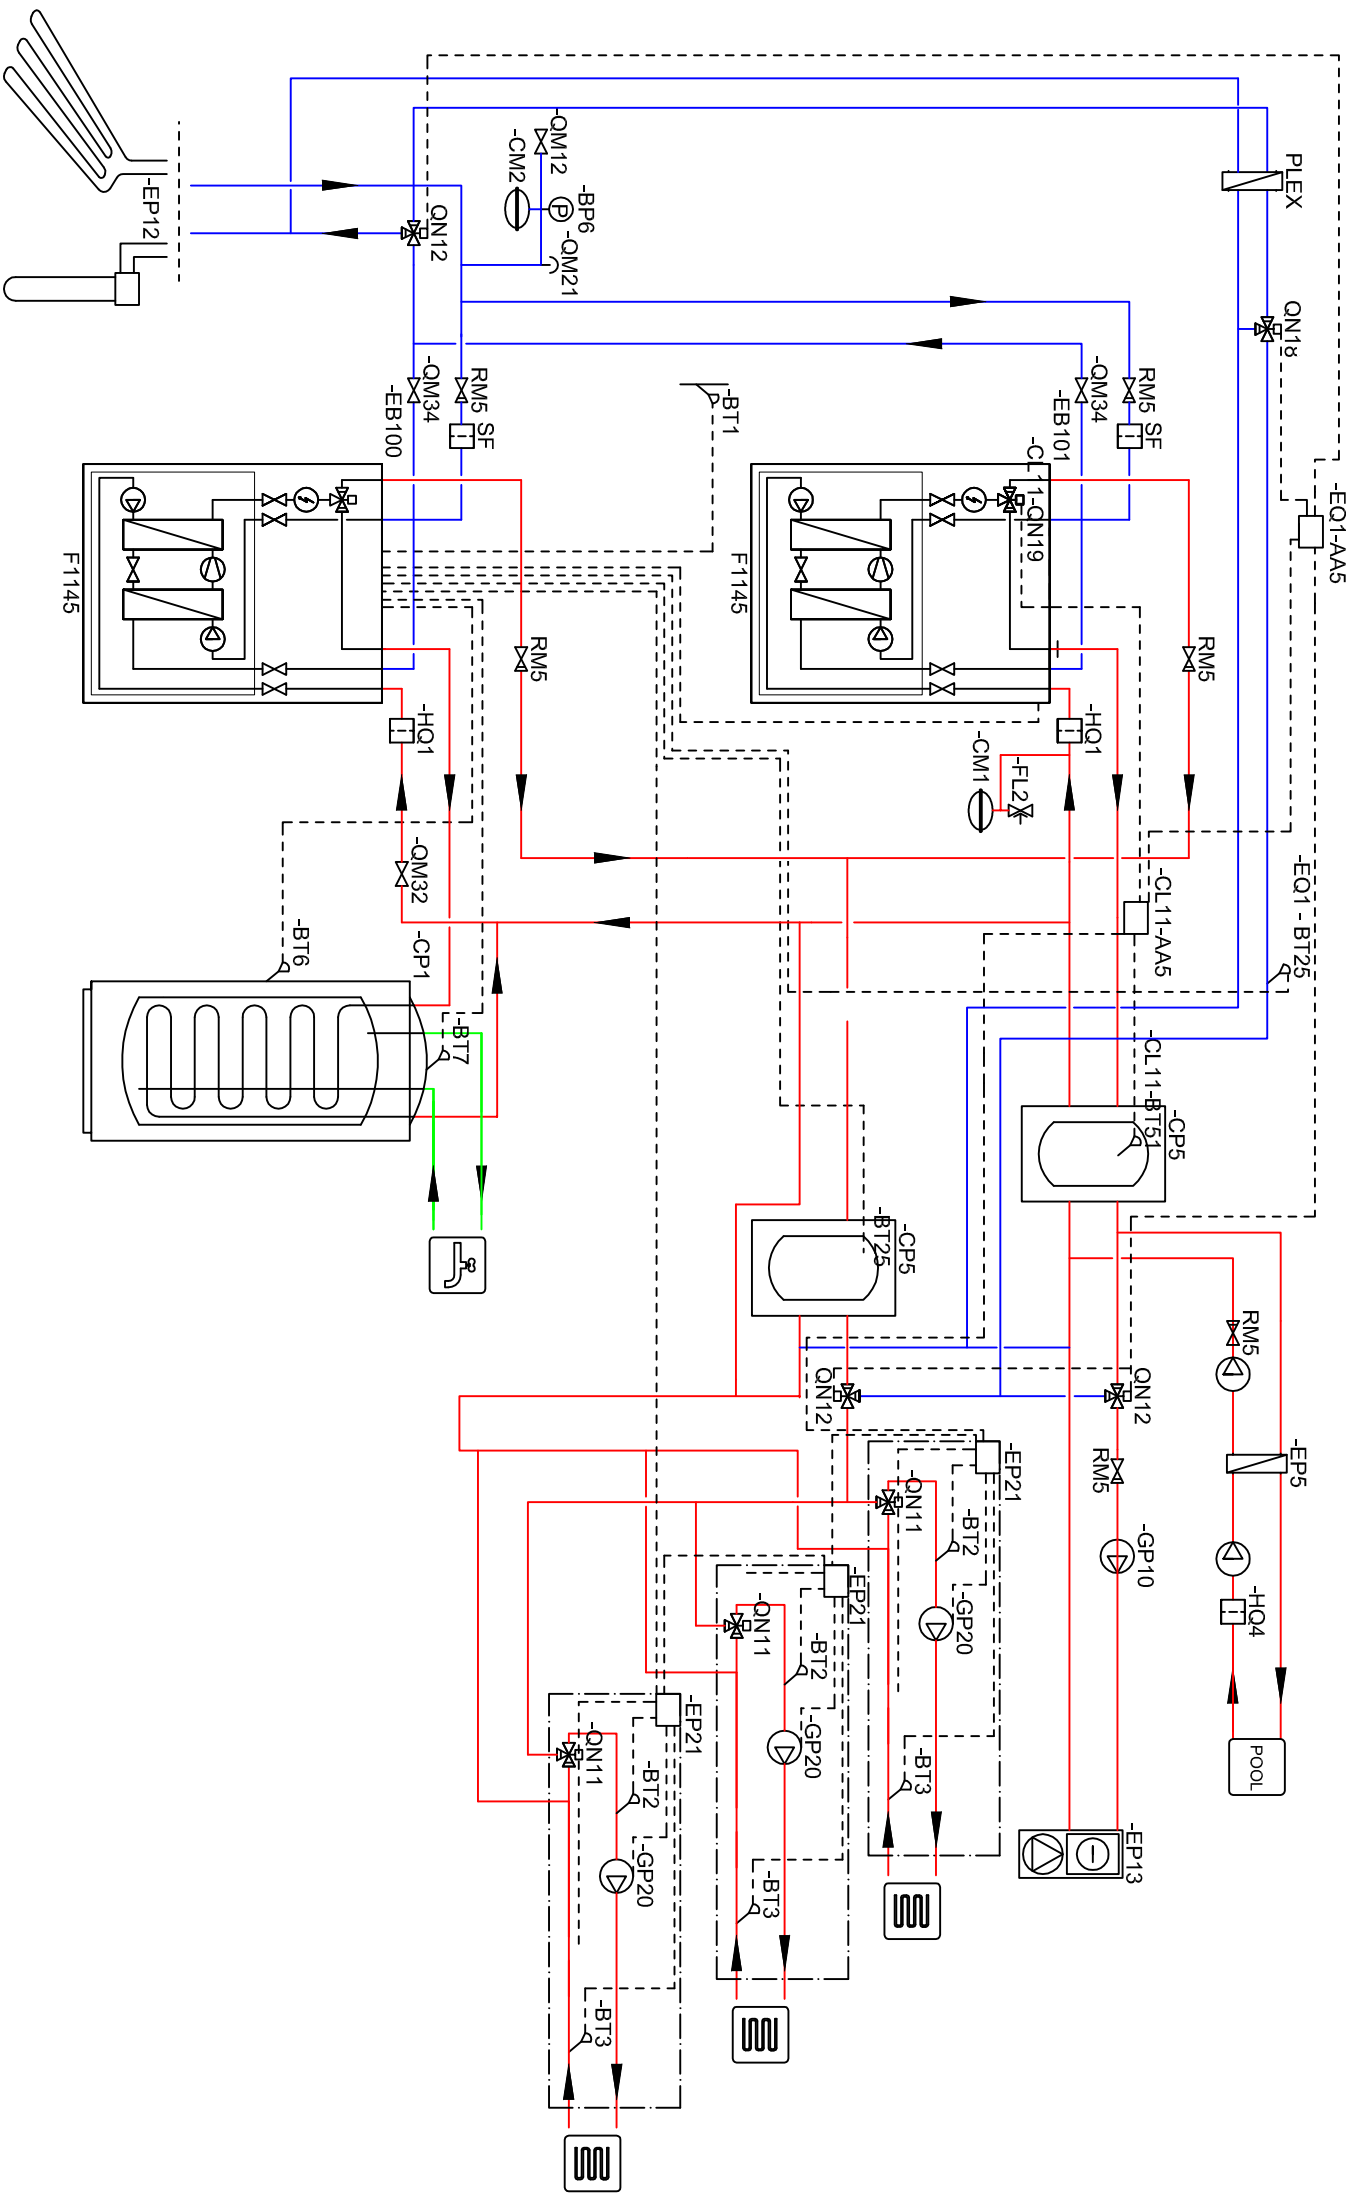 PLEX
QN18
-EQ1-AA5
-QM12
-CM2
-BP6
P
-QM21
-EP12
QN12
RM5
SF
-QM34
-EB101
-CL11-QN19
RM5
SF
-QM34
-EB100
-BT1
F1145
F1145
RM5
RM5
-HQ1
-HQ1
-FL2
-CM1
-QM32
-CL11-AA5
-EQ1 - BT25
-BT6
-CP1
-BT7
-CL11-BT51
-CP5
-CP5
-BT25
RM5
QN12
QN12
RM5
-EP5
-EP21
-QN11
-BT2
-GP10
-HQ4
-GP20
-EP21
-QN11
-BT2
-GP20
-BT3
-EP21
-QN11
-BT2
-GP20
-BT3
-BT3
POOL
-EP13